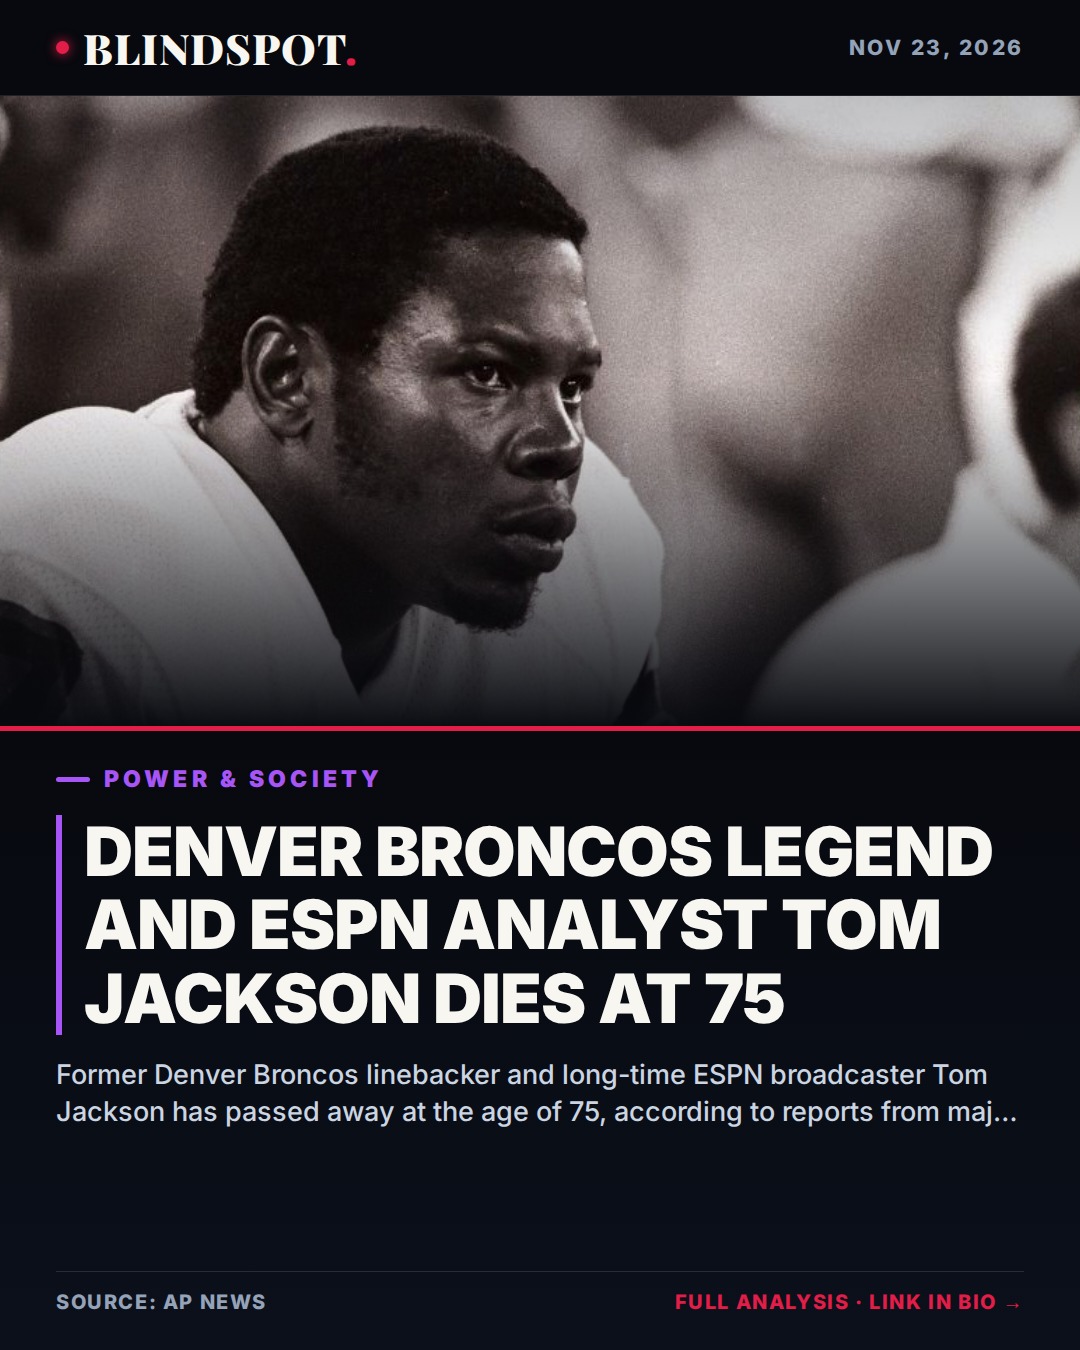 BLINDSPOT.
NOV 23, 2026
POWER & SOCIETY
DENVER BRONCOS LEGEND
AND ESPN ANALYST TOM
JACKSON DIES AT 75
Former Denver Broncos linebacker and long-time ESPN broadcaster Tom
Jackson has passed away at the age of 75, according to reports from maj...
SOURCE: AP NEWS
FULL ANALYSIS · LINK IN BIO →